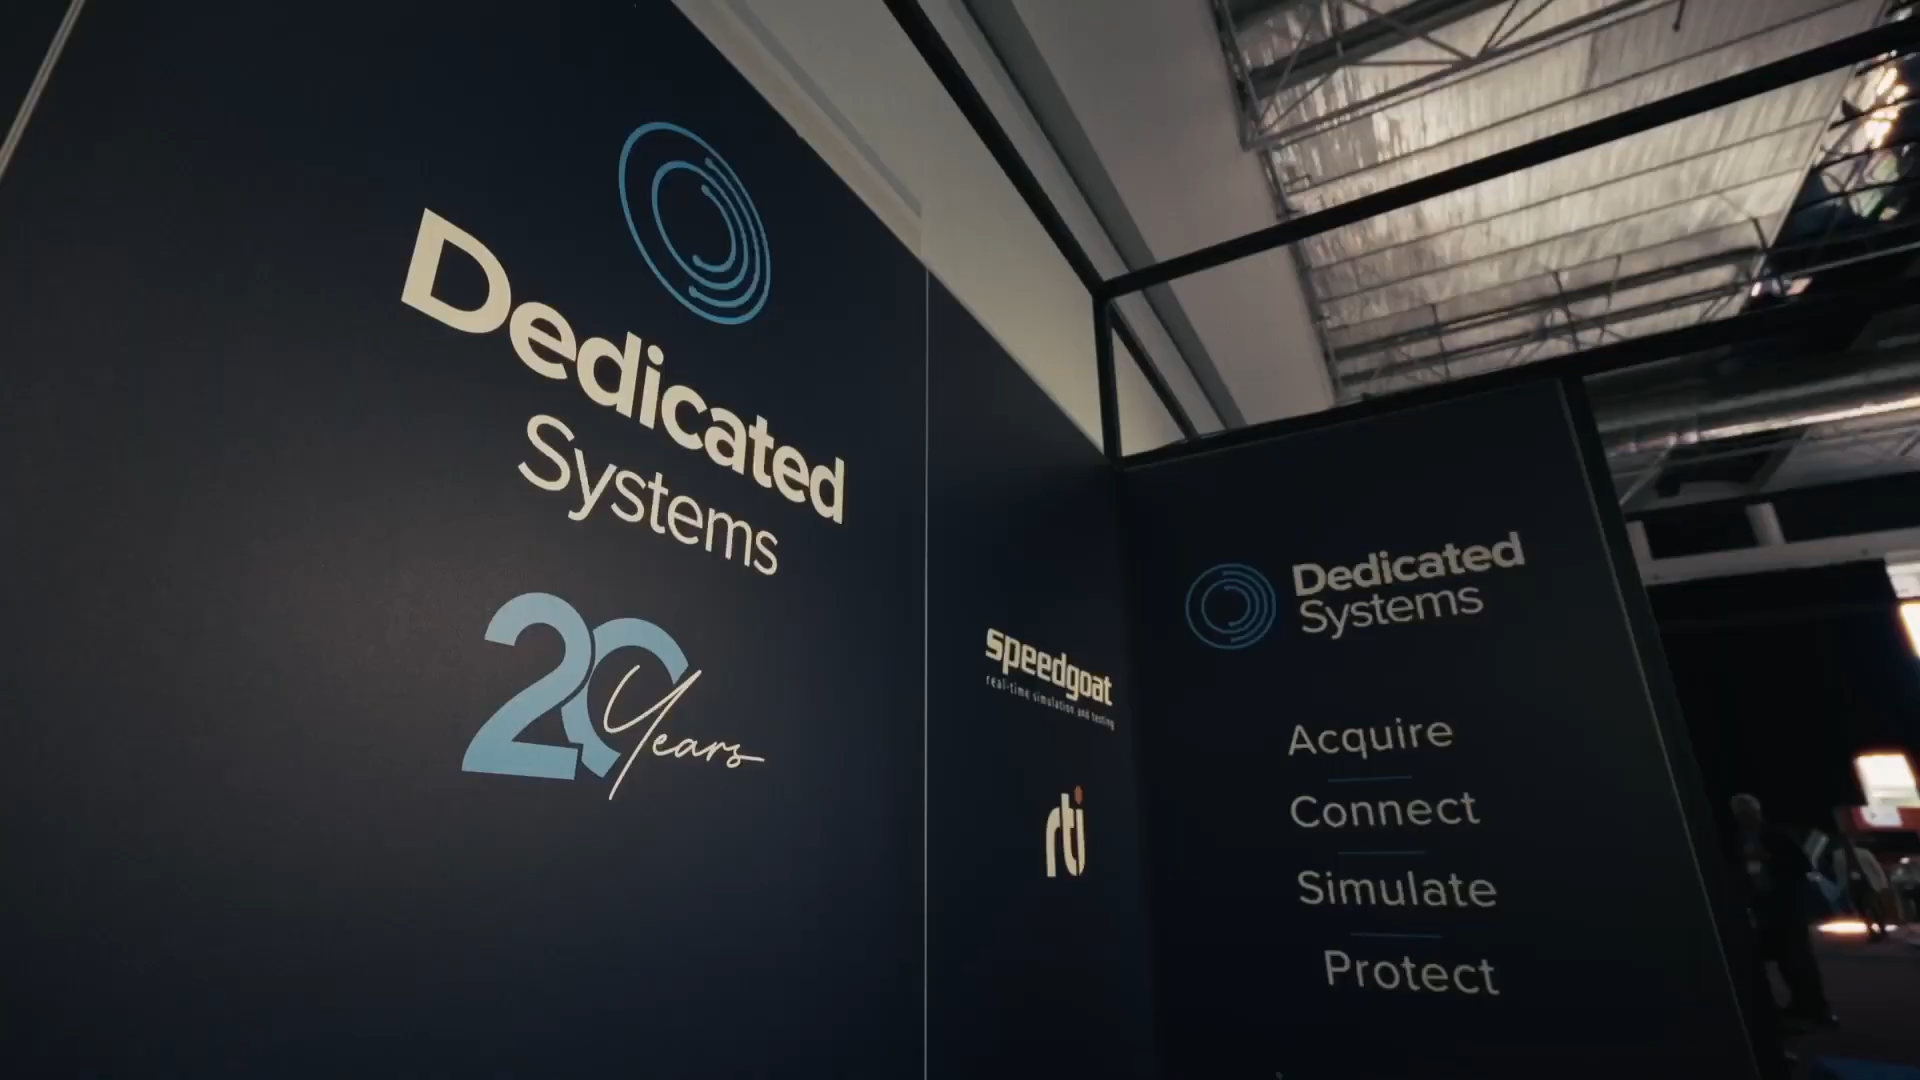 Dedicated
Systems
20 Years
speedgoat
real-time simulation and testing
rti
Dedicated
Systems
Acquire
Connect
Simulate
Protect